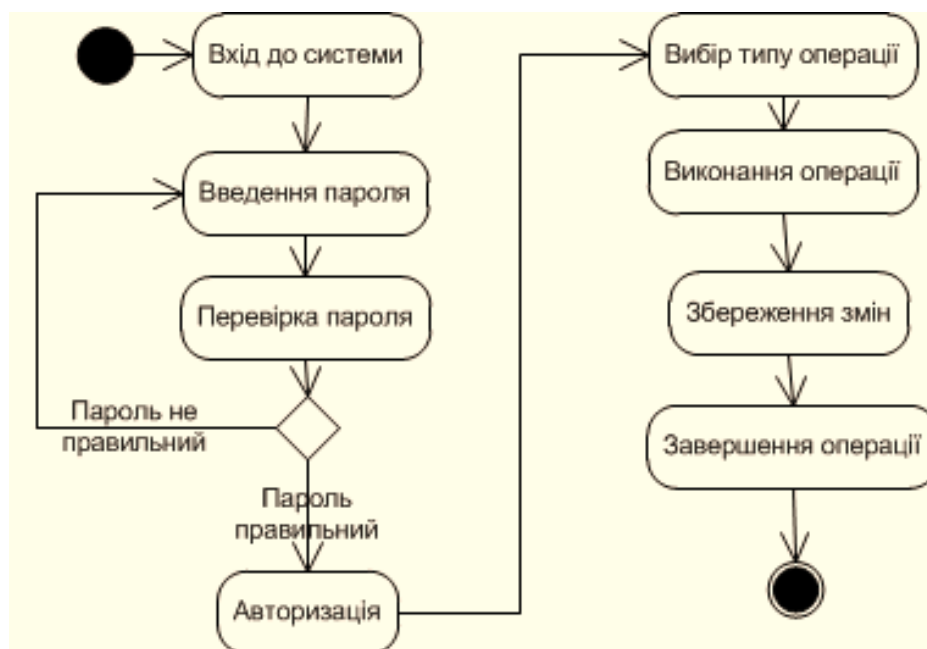 Вхід до системи
Введення пароля
Перевірка пароля
Пароль не
правильний
Пароль
правильний
Авторизація
Вибір типу операції
Виконання операції
Збереження змін
Завершення операції